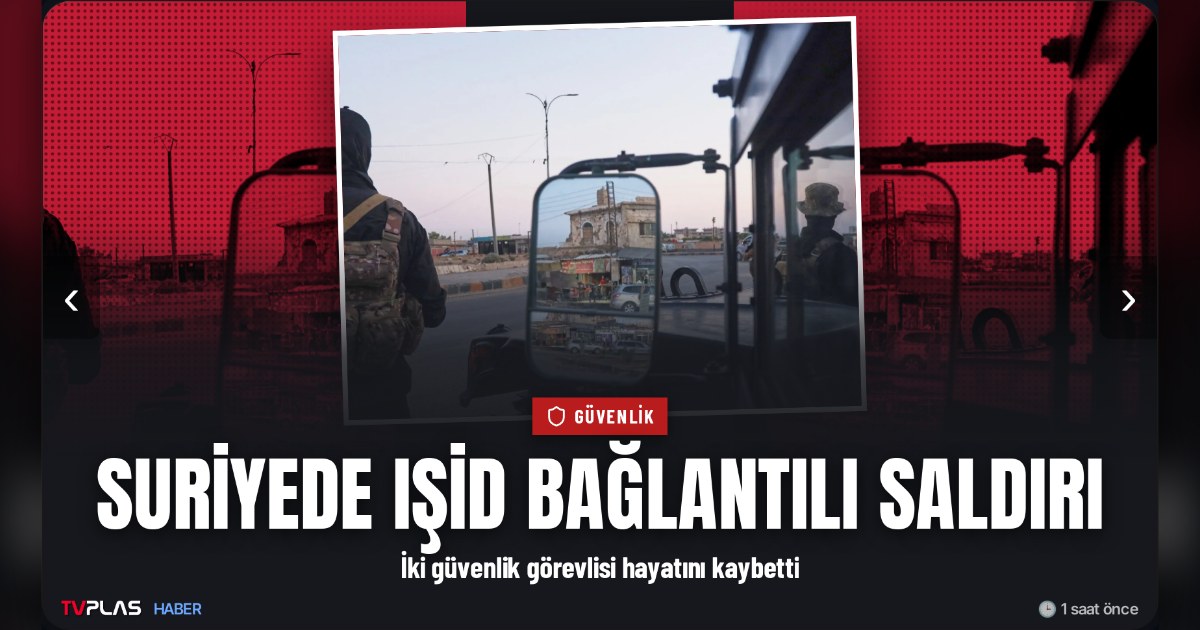 GÜVENLİK
SURİYEDE IŞİD BAĞLANTILI SALDIRI
İki güvenlik görevlisi hayatını kaybetti
TVPLAS HABER
1 saat önce